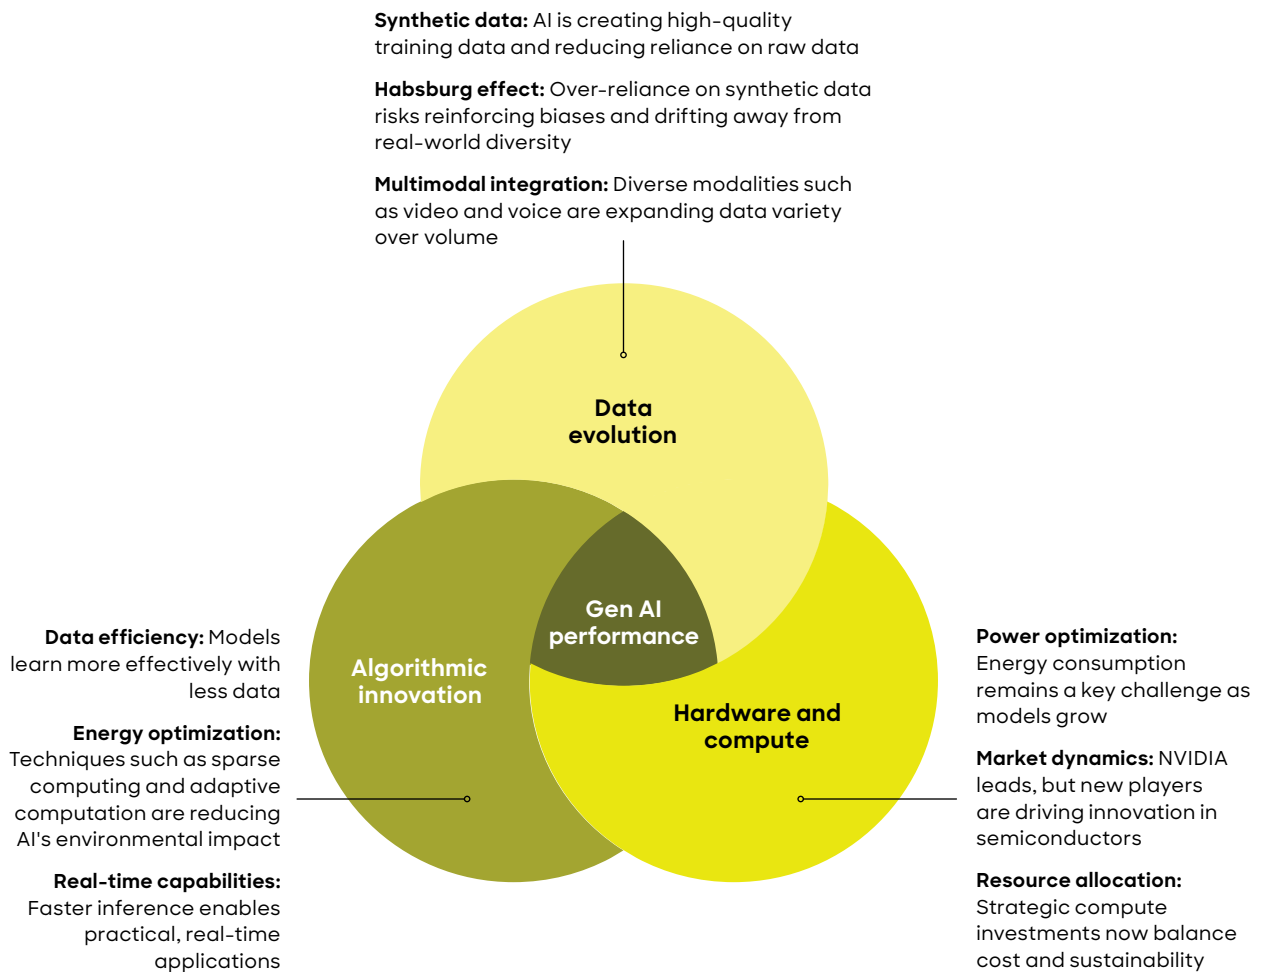 Synthetic data: AI is creating high-quality
training data and reducing reliance on raw data
Habsburg effect: Over-reliance on synthetic data
risks reinforcing biases and drifting away from
real-world diversity
Multimodal integration: Diverse modalities such
as video and voice are expanding data variety
over volume
Data
evolution
Gen AI
performance
Algorithmic
innovation
Hardware and
compute
Data efficiency: Models
learn more effectively with
less data
Energy optimization:
Techniques such as sparse
computing and adaptive
computation are reducing
AI's environmental impact
Real-time capabilities:
Faster inference enables
practical, real-time
applications
Power optimization:
Energy consumption
remains a key challenge as
models grow
Market dynamics: NVIDIA
leads, but new players
are driving innovation in
semiconductors
Resource allocation:
Strategic compute
investments now balance
cost and sustainability